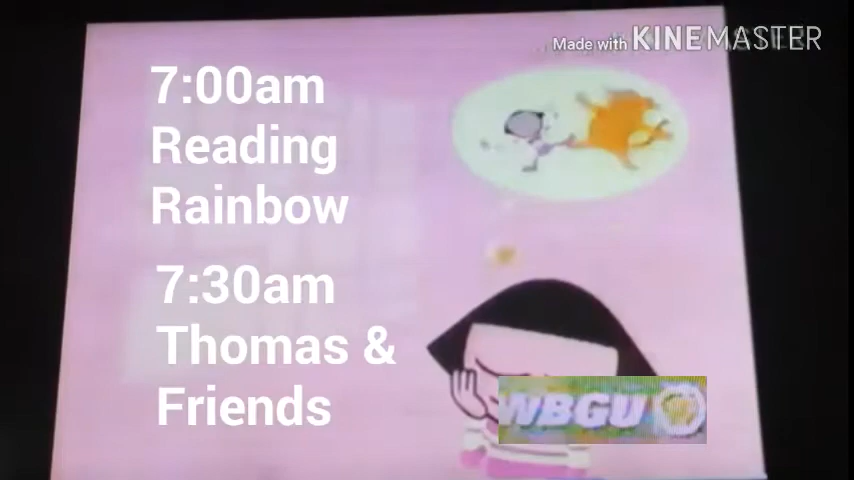 Made with KINEMASTER
7:00am
Reading
Rainbow
7:30am
Thomas &
Friends
WBGU